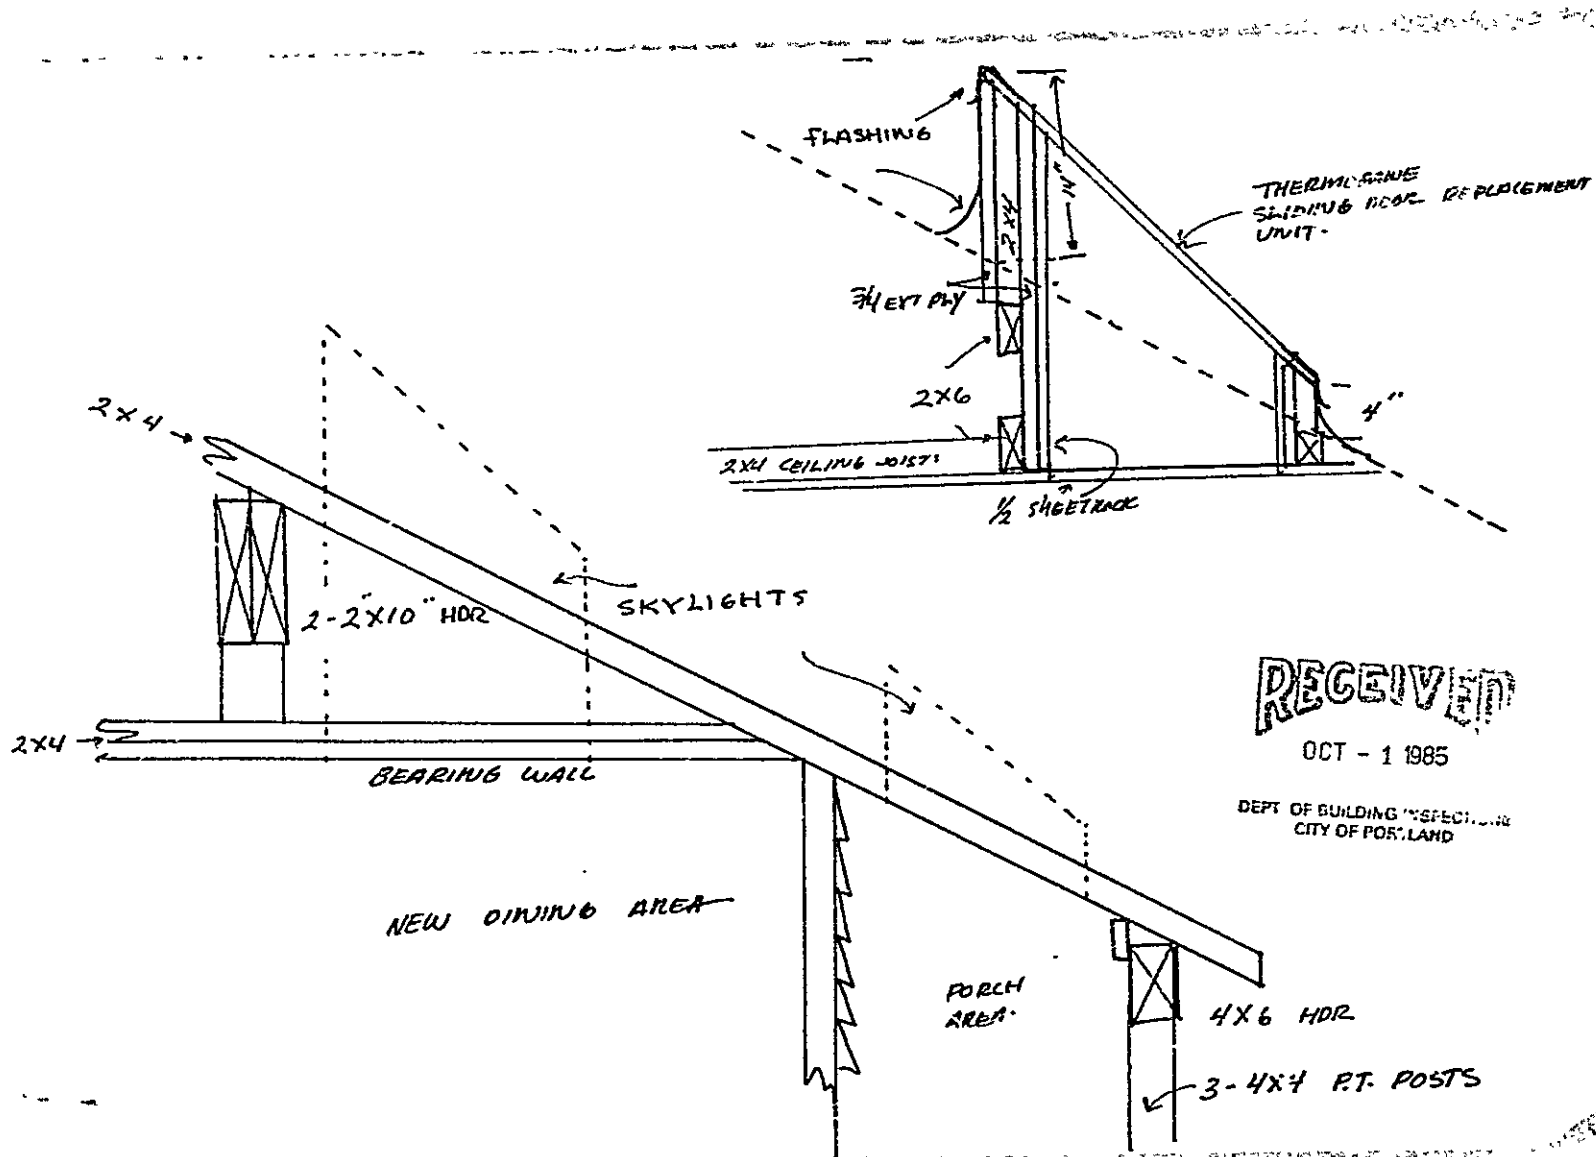 FLASHING
THERMOPANE
SLIDING DOOR REPLACEMENT
UNIT.
2X4
3/4 EXT PLY
2X6
4"
2X4 CEILING JOISTS
1/2 SHEETROCK
2X4
SKYLIGHTS
2-2"X10" HDR
2X4
BEARING WALL
RECEIVED
OCT - 1 1985
DEPT OF BUILDING INSPECTIONS
CITY OF PORTLAND
NEW DINING AREA
PORCH
AREA.
4X6 HDR
3-4X4 P.T. POSTS